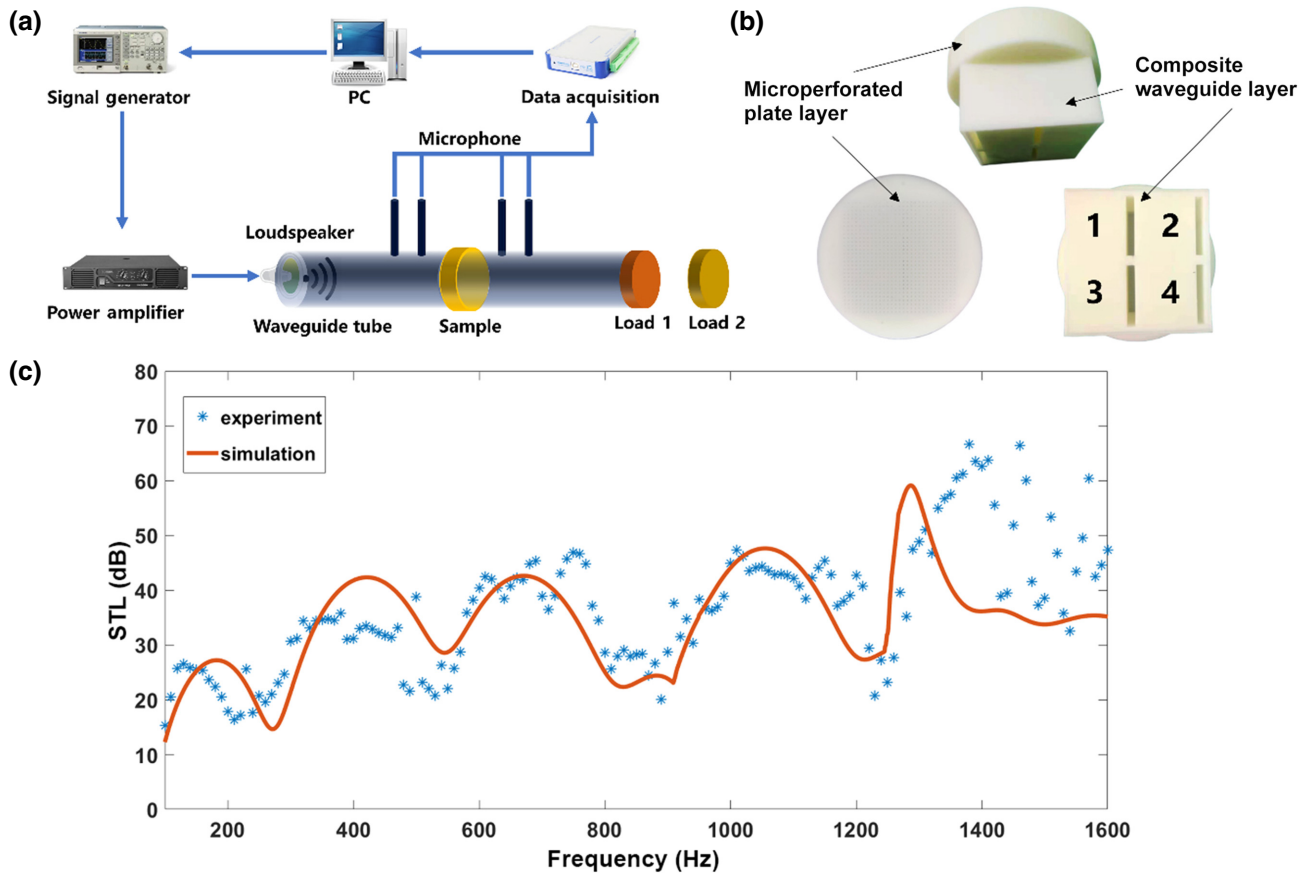 (a)
Signal generator
PC
Data acquisition
Microphone
Loudspeaker
Power amplifier
Waveguide tube
Sample
Load 1
Load 2
(b)
Microperforated
plate layer
Composite
waveguide layer
1
2
3
4
(c)
80
70
60
50
40
30
20
10
0
STL (dB)
experiment
simulation
200
400
600
800
1000
1200
1400
1600
Frequency (Hz)